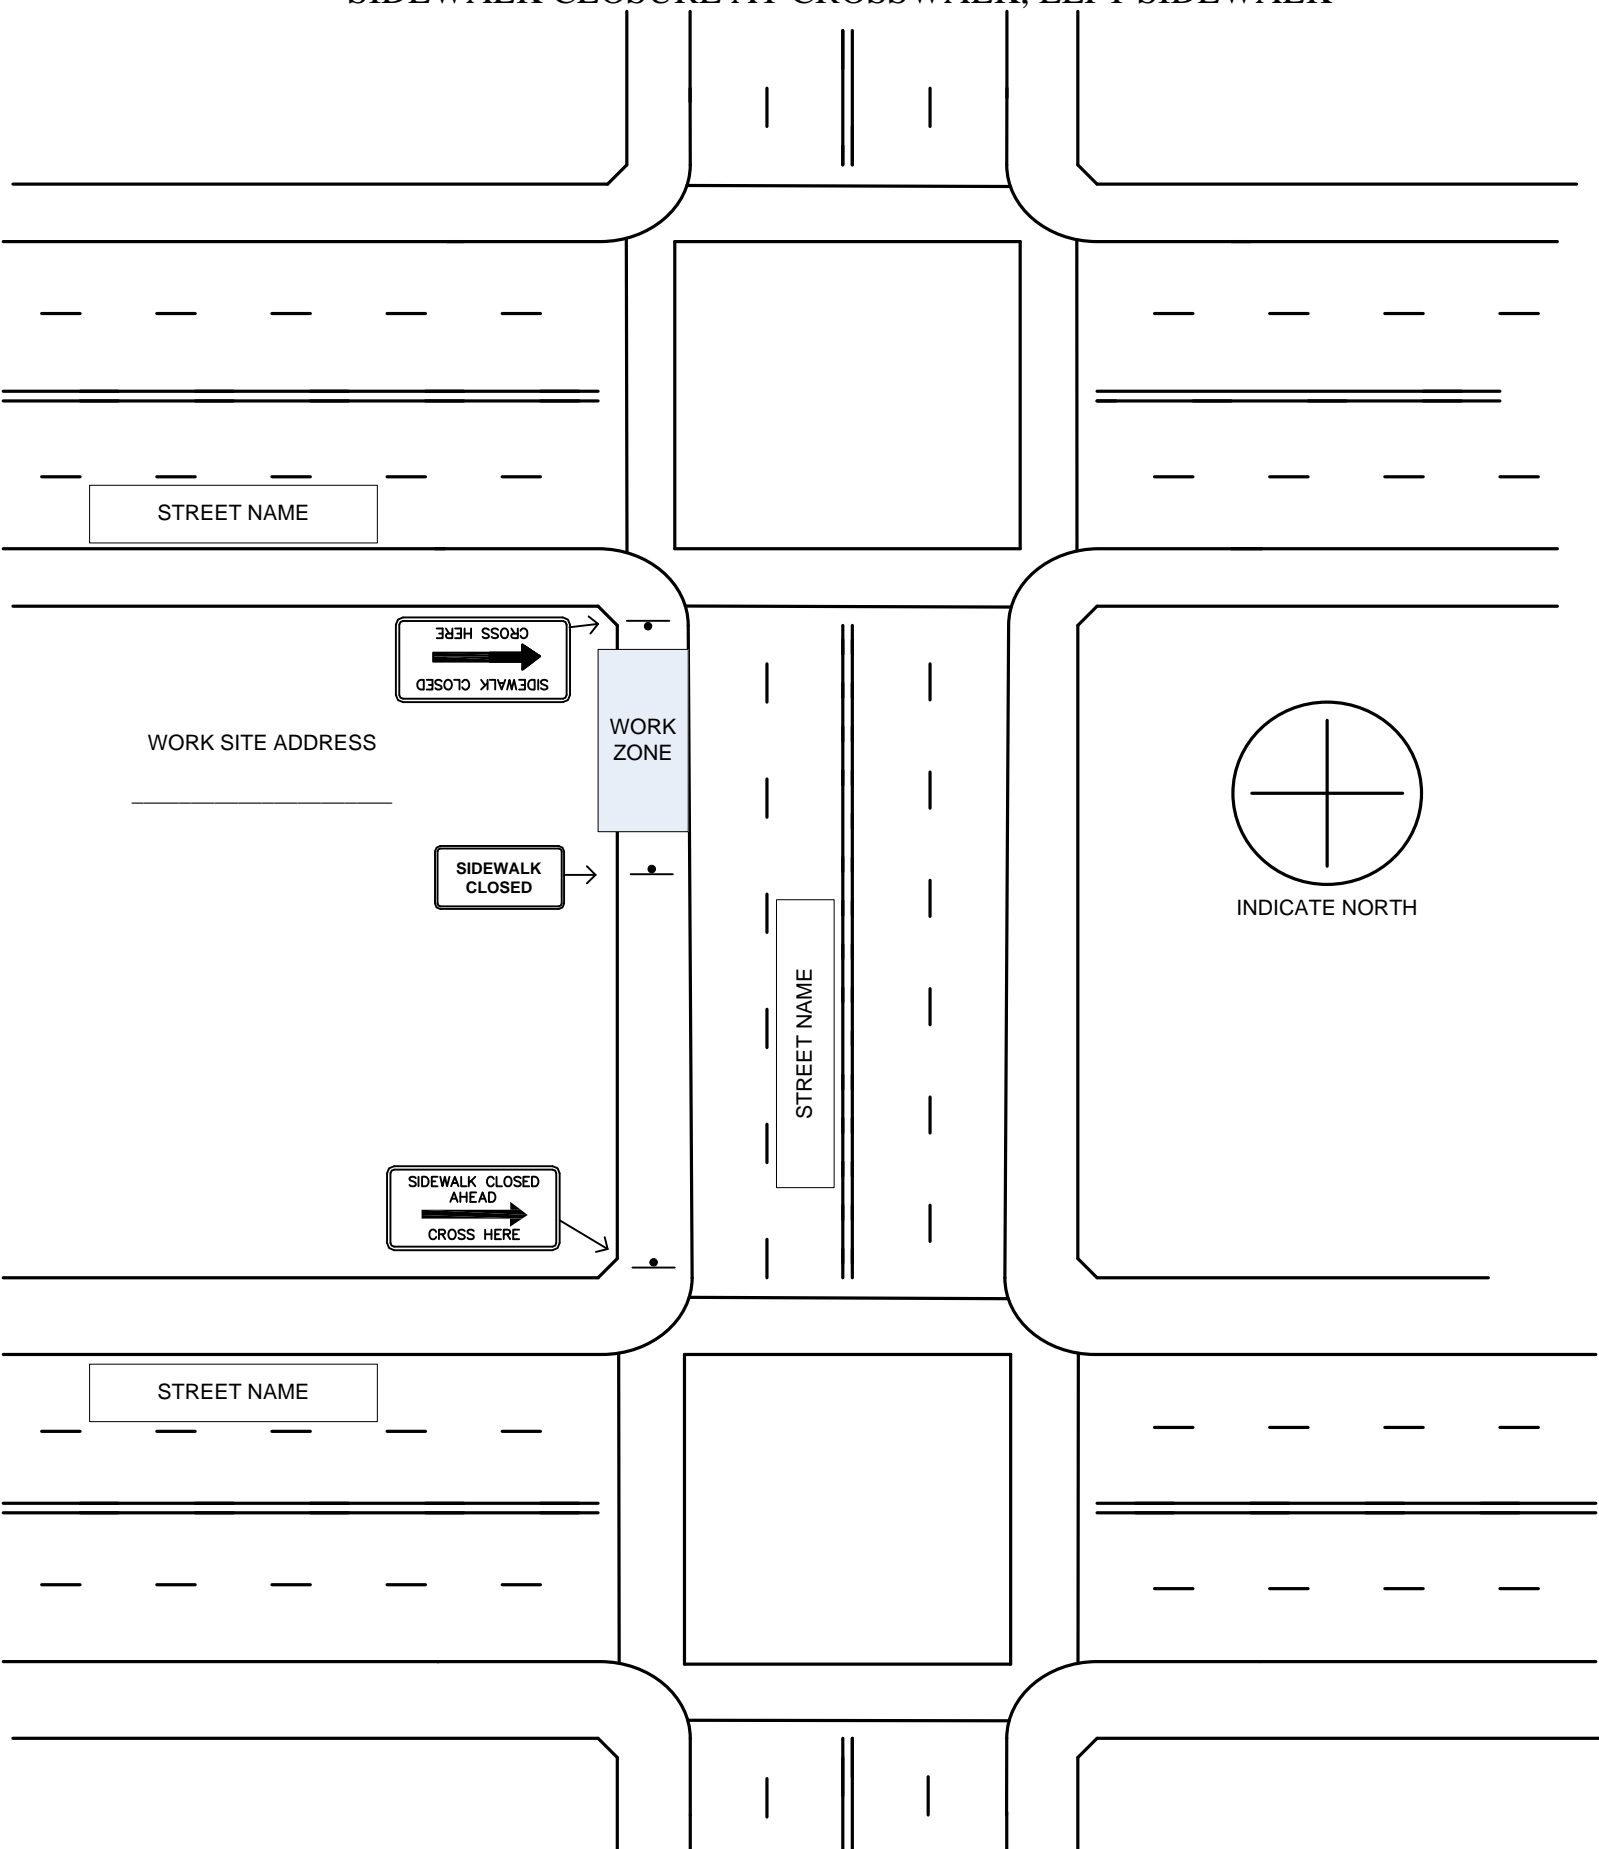 SIDEWALK CLOSURE AT CROSSWALK, LEFT SIDEWALK
STREET NAME
SIDEWALK CLOSED
CROSS HERE
WORK
ZONE
WORK SITE ADDRESS
SIDEWALK
CLOSED
INDICATE NORTH
STREET NAME
SIDEWALK CLOSED
AHEAD
CROSS HERE
STREET NAME